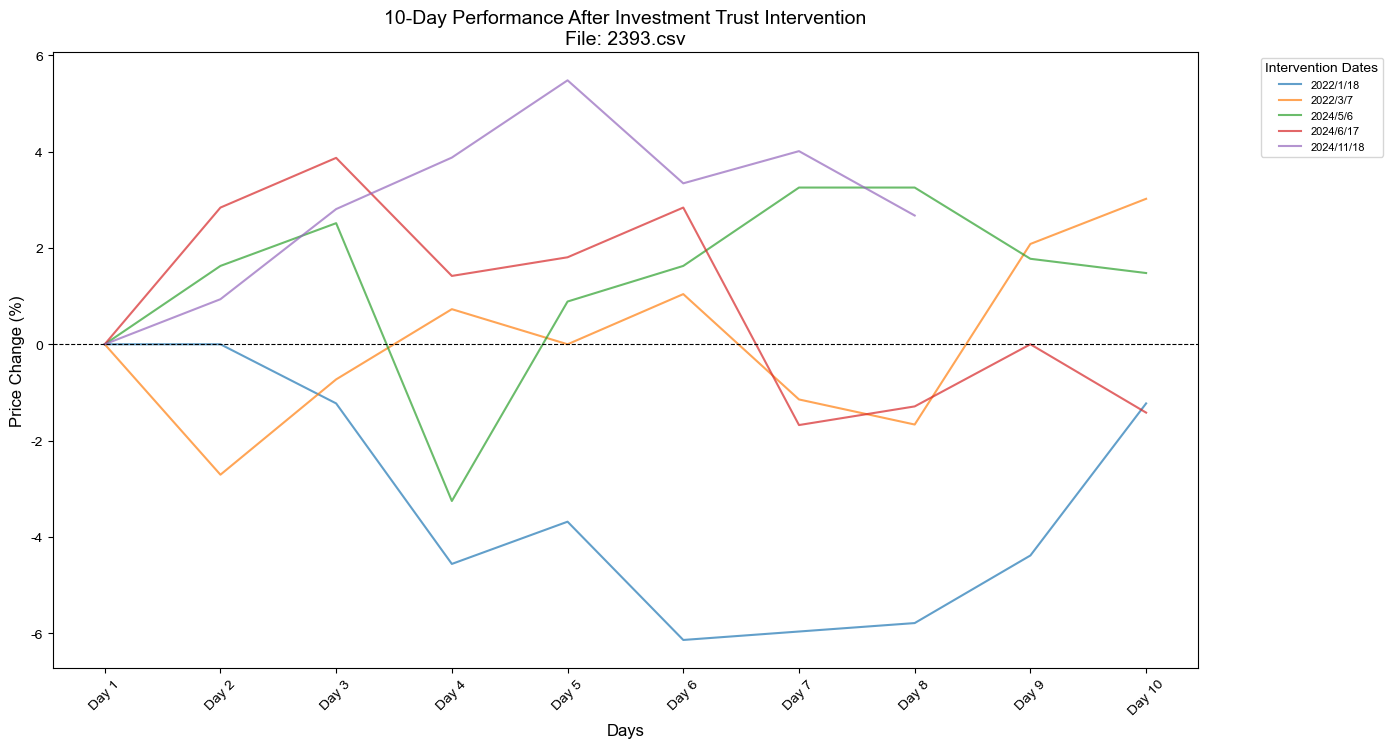 10-Day Performance After Investment Trust Intervention
File: 2393.csv
Price Change (%)
6
4
2
0
-2
-4
-6
Day 1
Day 2
Day 3
Day 4
Day 5
Day 6
Day 7
Day 8
Day 9
Day 10
Days
Intervention Dates
2022/1/18
2022/3/7
2024/5/6
2024/6/17
2024/11/18